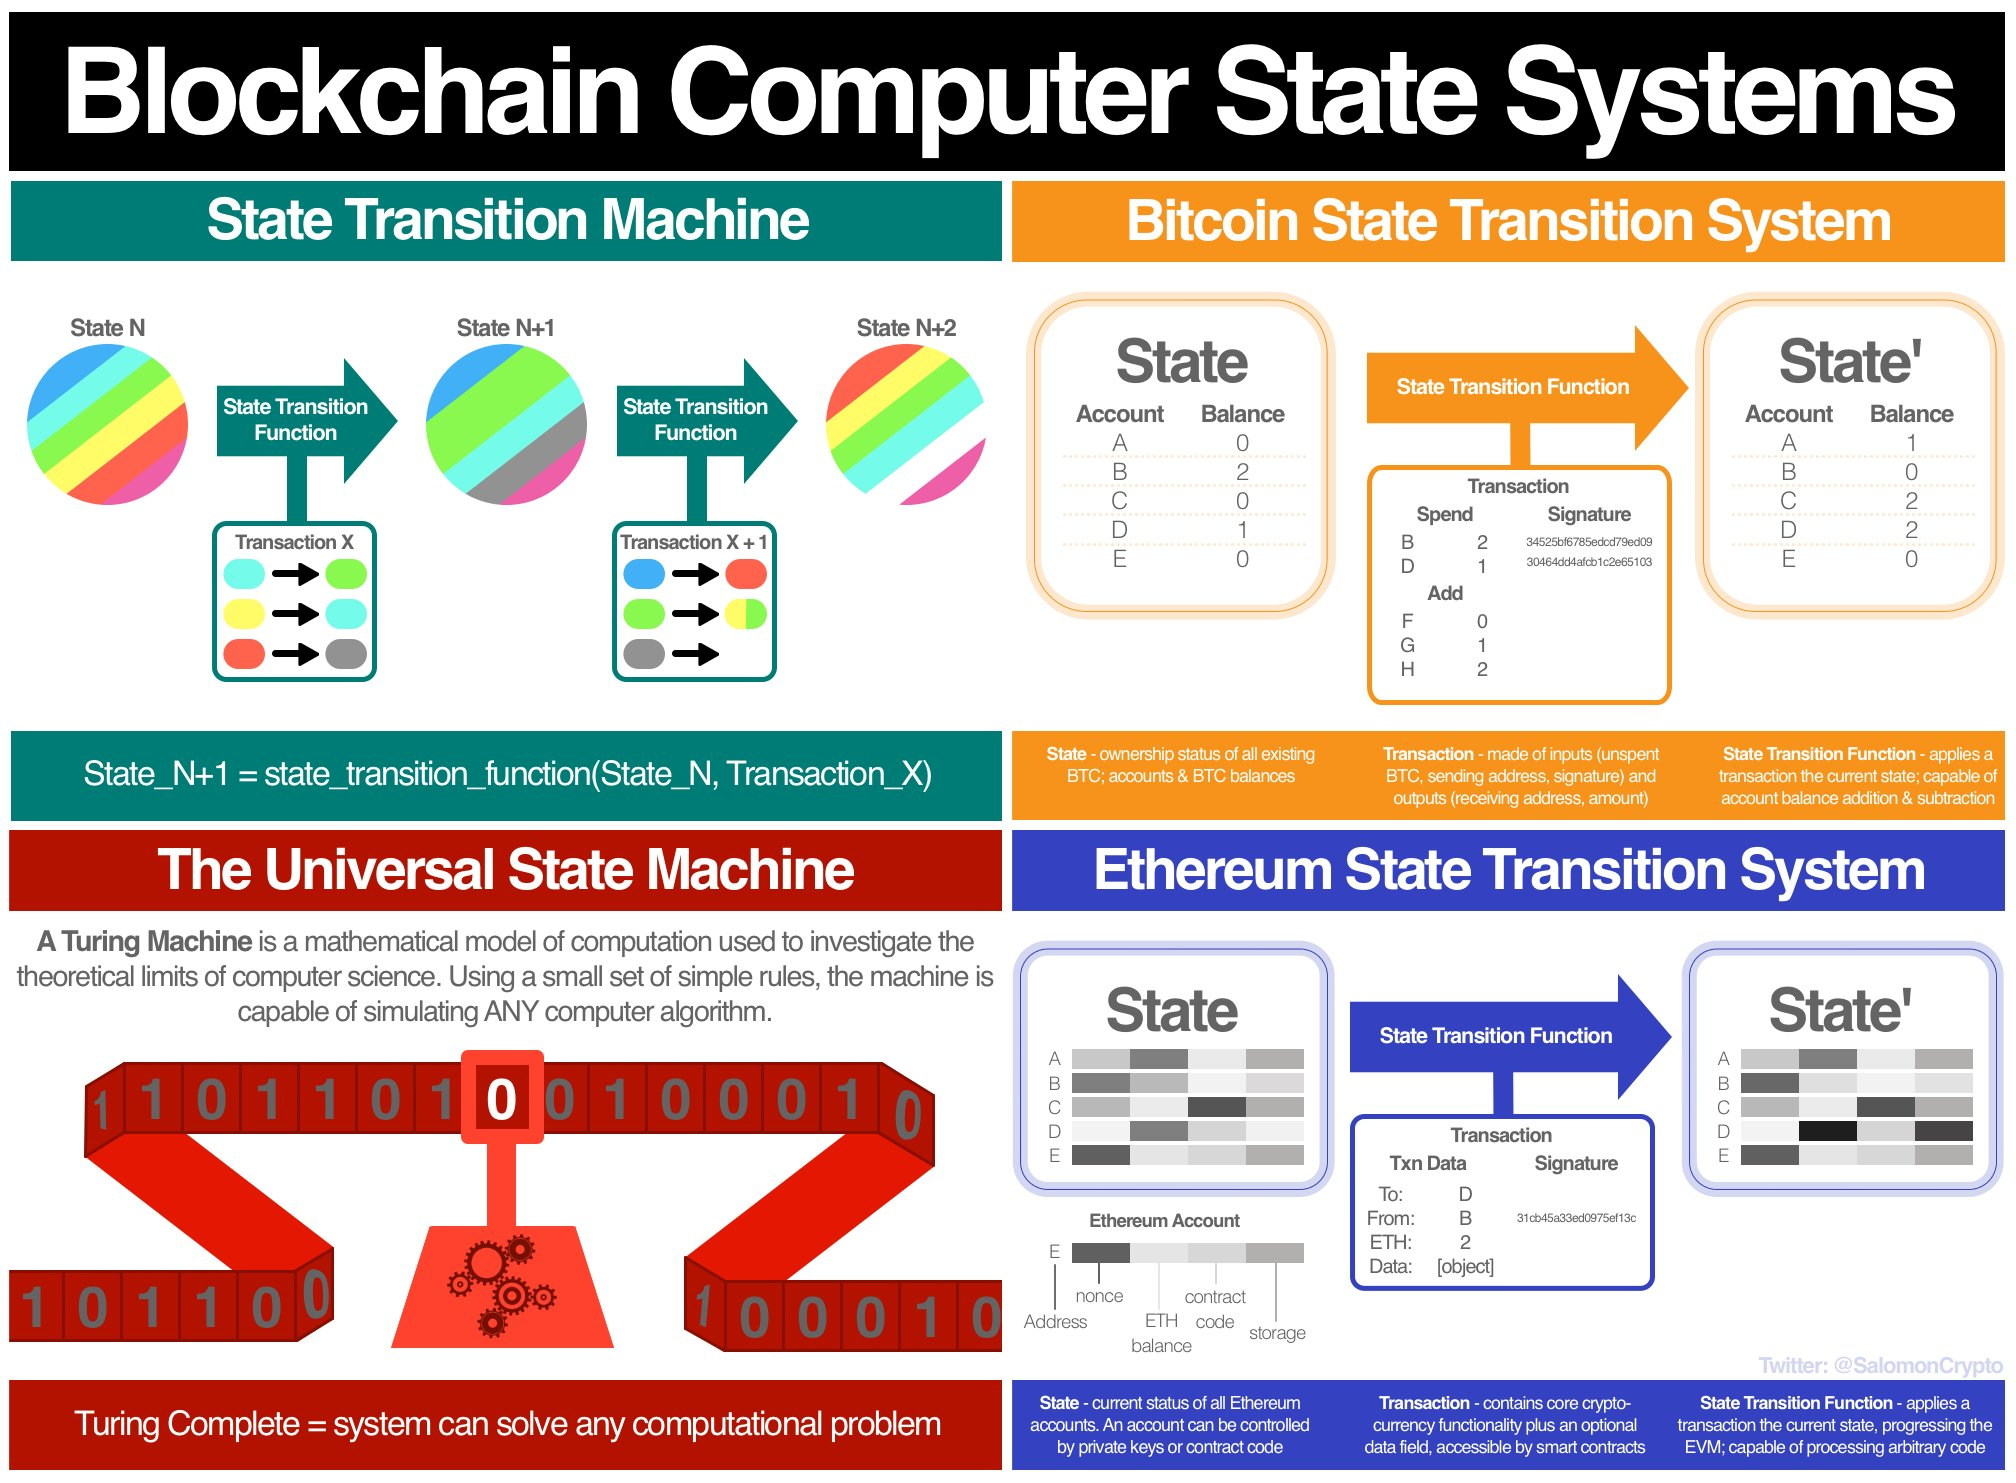 Blockchain Computer State Systems
State Transition Machine
State N
State N+1
State N+2
State Transition
Function
State Transition
Function
Transaction X
Transaction X + 1
State_N+1 = state_transition_function(State_N, Transaction_X)
Bitcoin State Transition System
State
Account Balance
A 0
B 2
C 0
D 1
E 0
State Transition Function
Transaction
Spend Signature
B 2 34525bf6785edcd79ed09
D 1 30464dd4afcb1c2e65103
Add
F 0
G 1
H 2
State'
Account Balance
A 1
B 0
C 2
D 2
E 0
State - ownership status of all existing
BTC; accounts & BTC balances
Transaction - made of inputs (unspent
BTC, sending address, signature) and
outputs (receiving address, amount)
State Transition Function - applies a
transaction the current state; capable of
account balance addition & subtraction
The Universal State Machine
A Turing Machine is a mathematical model of computation used to investigate the
theoretical limits of computer science. Using a small set of simple rules, the machine is
capable of simulating ANY computer algorithm.
1 1 0 1 1 0 1 0 0 1 0 0 0 1 0
1 0 1 1 0 0
1 0 0 0 1 0
Turing Complete = system can solve any computational problem
Ethereum State Transition System
State
A
B
C
D
E
Ethereum Account
E
Address
nonce
ETH
balance
contract
code
storage
State Transition Function
Transaction
Txn Data Signature
To: D
From: B 31cb45a33ed0975ef13c
ETH: 2
Data: [object]
State'
A
B
C
D
E
Twitter: @SalomonCrypto
State - current status of all Ethereum
accounts. An account can be controlled
by private keys or contract code
Transaction - contains core crypto-
currency functionality plus an optional
data field, accessible by smart contracts
State Transition Function - applies a
transaction the current state, progressing the
EVM; capable of processing arbitrary code